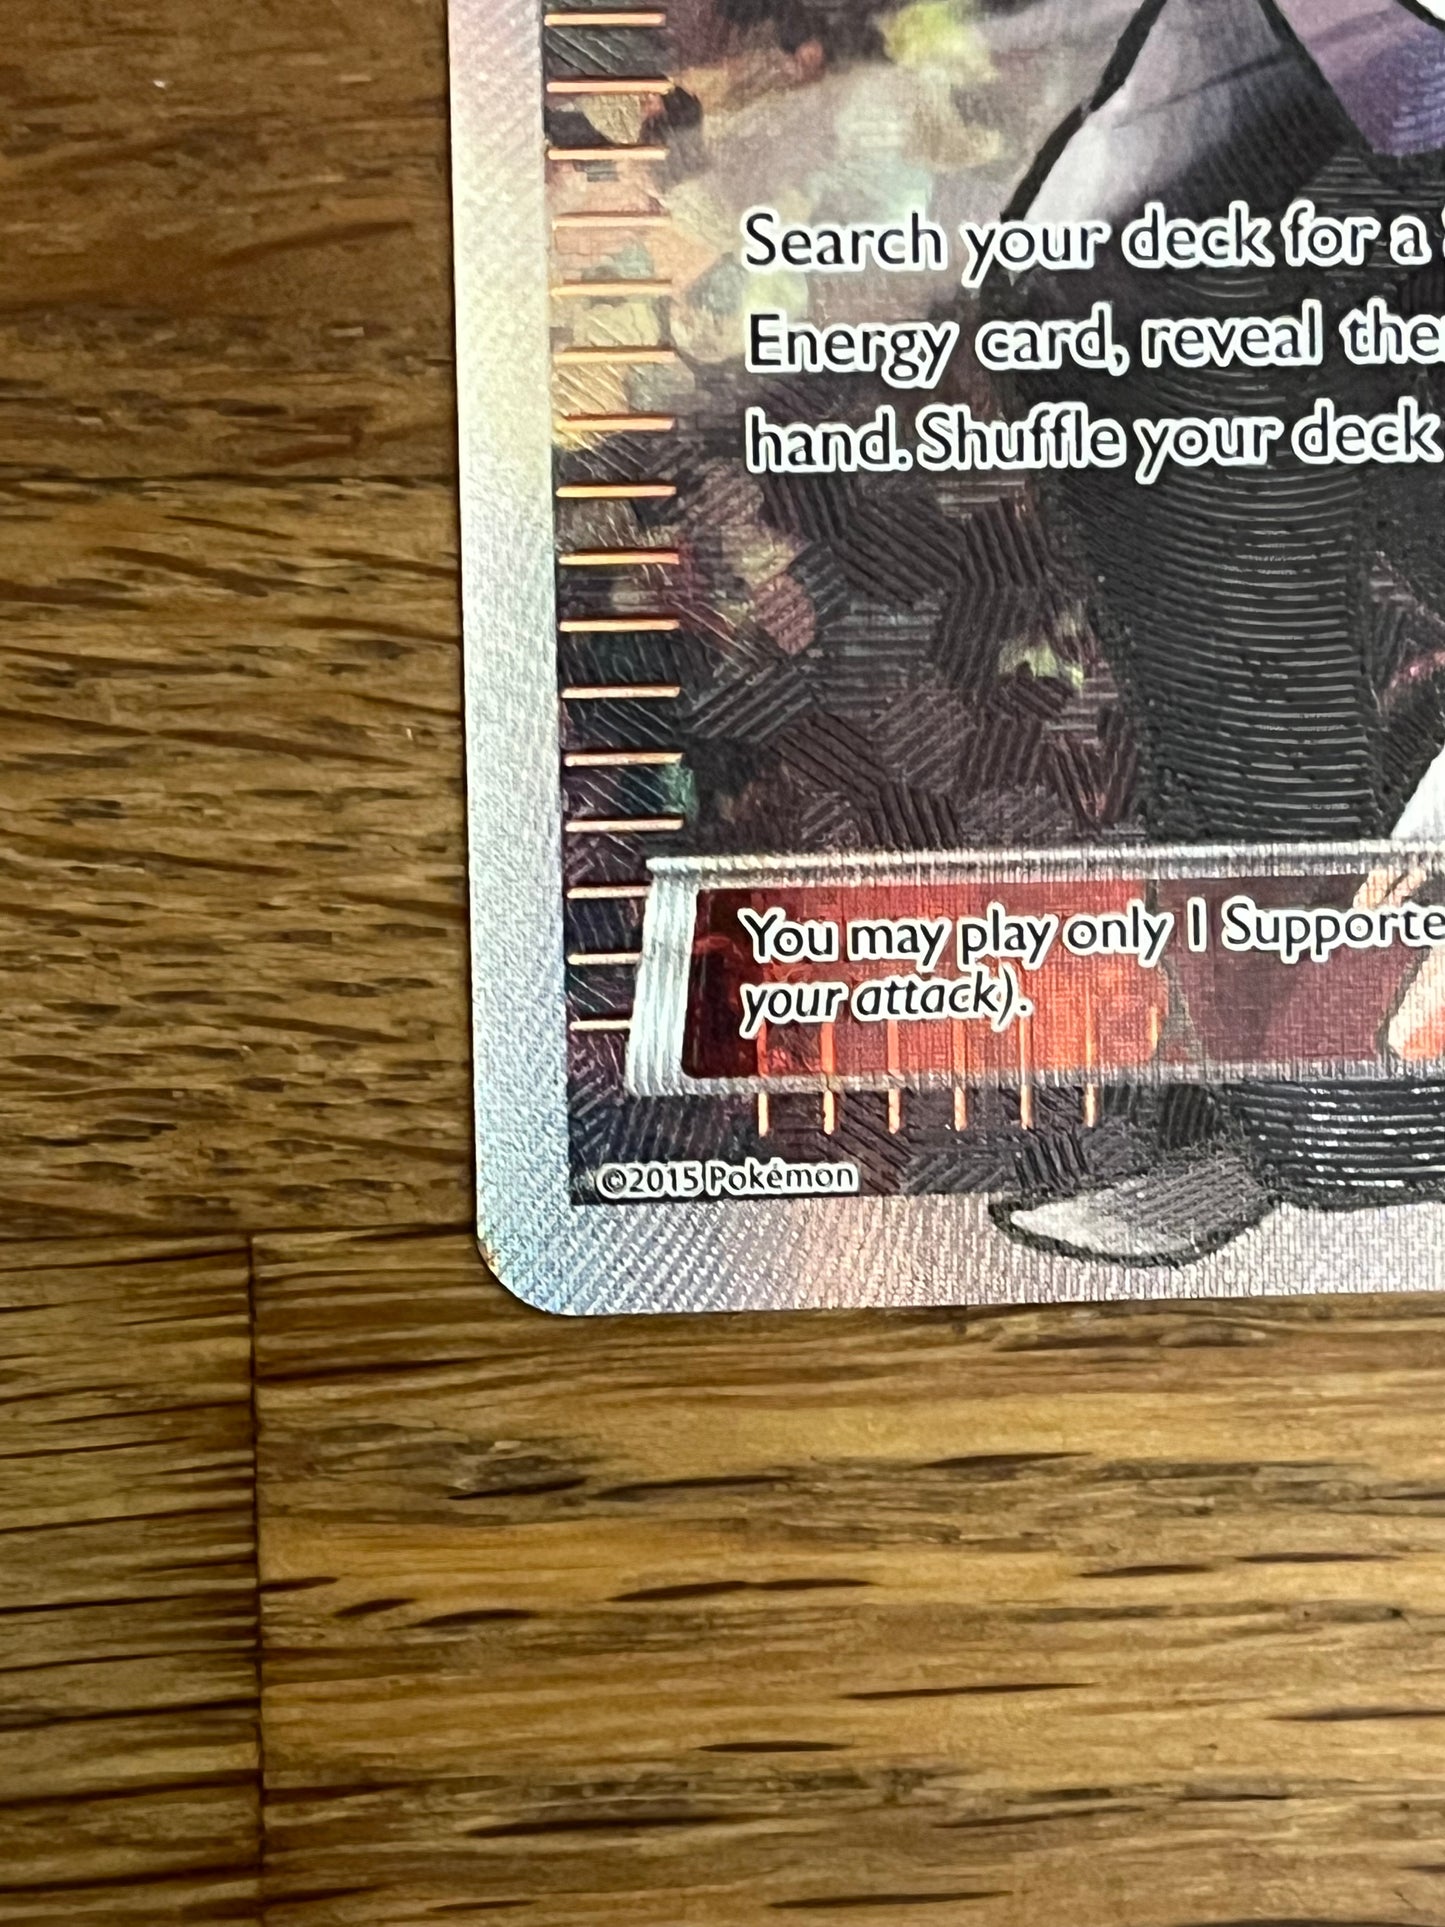 Search your deck for a
Energy card, reveal the
hand. Shuffle your deck
You may play only 1 Supporte
your attack).
©2015 Pokémon